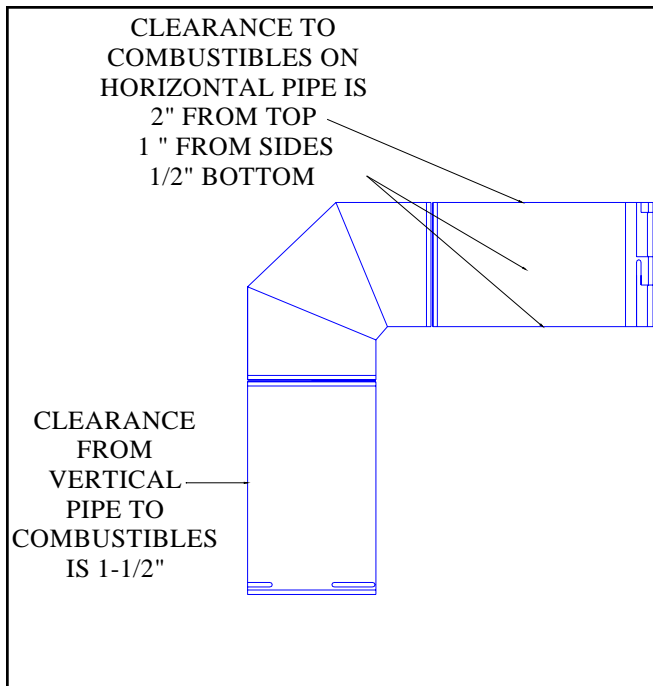 CLEARANCE TO
COMBUSTIBLES ON
HORIZONTAL PIPE IS
2" FROM TOP
1 " FROM SIDES
1/2" BOTTOM
CLEARANCE
FROM
VERTICAL
PIPE TO
COMBUSTIBLES
IS 1-1/2"